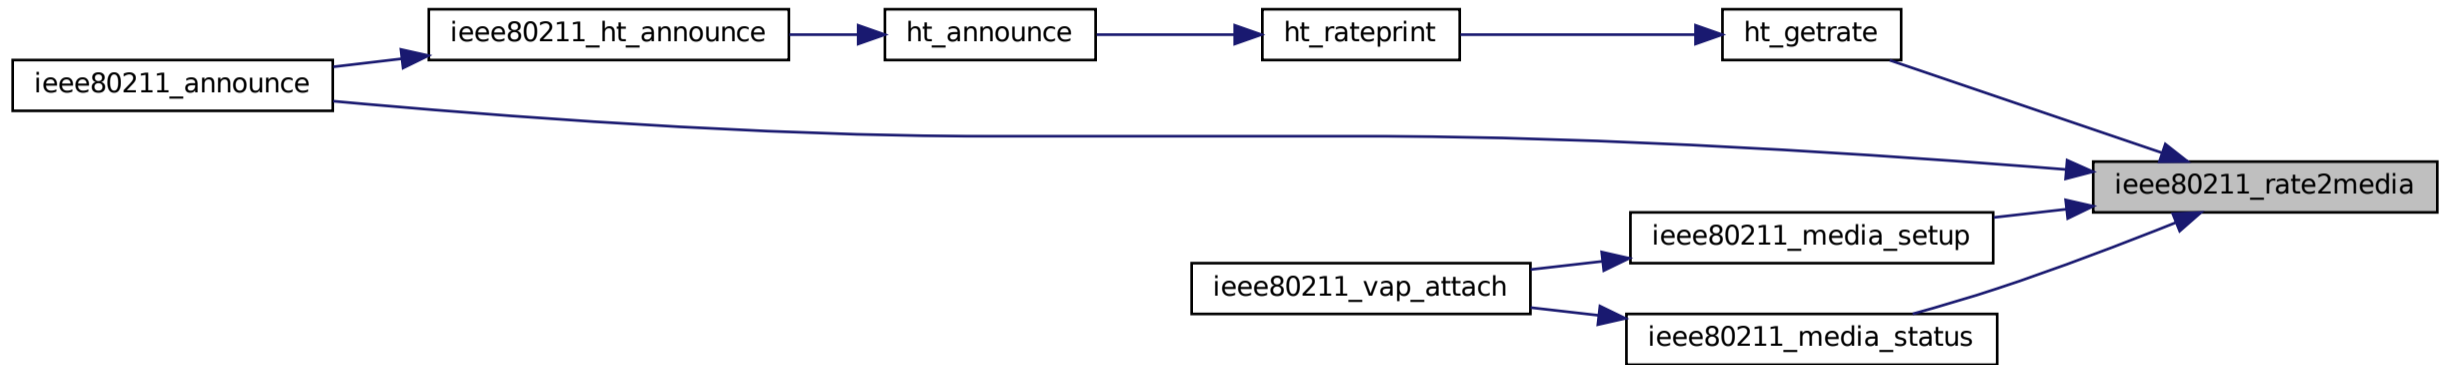 ieee80211_ht_announce
ht_announce
ht_rateprint
ht_getrate
ieee80211_announce
ieee80211_rate2media
ieee80211_media_setup
ieee80211_vap_attach
ieee80211_media_status